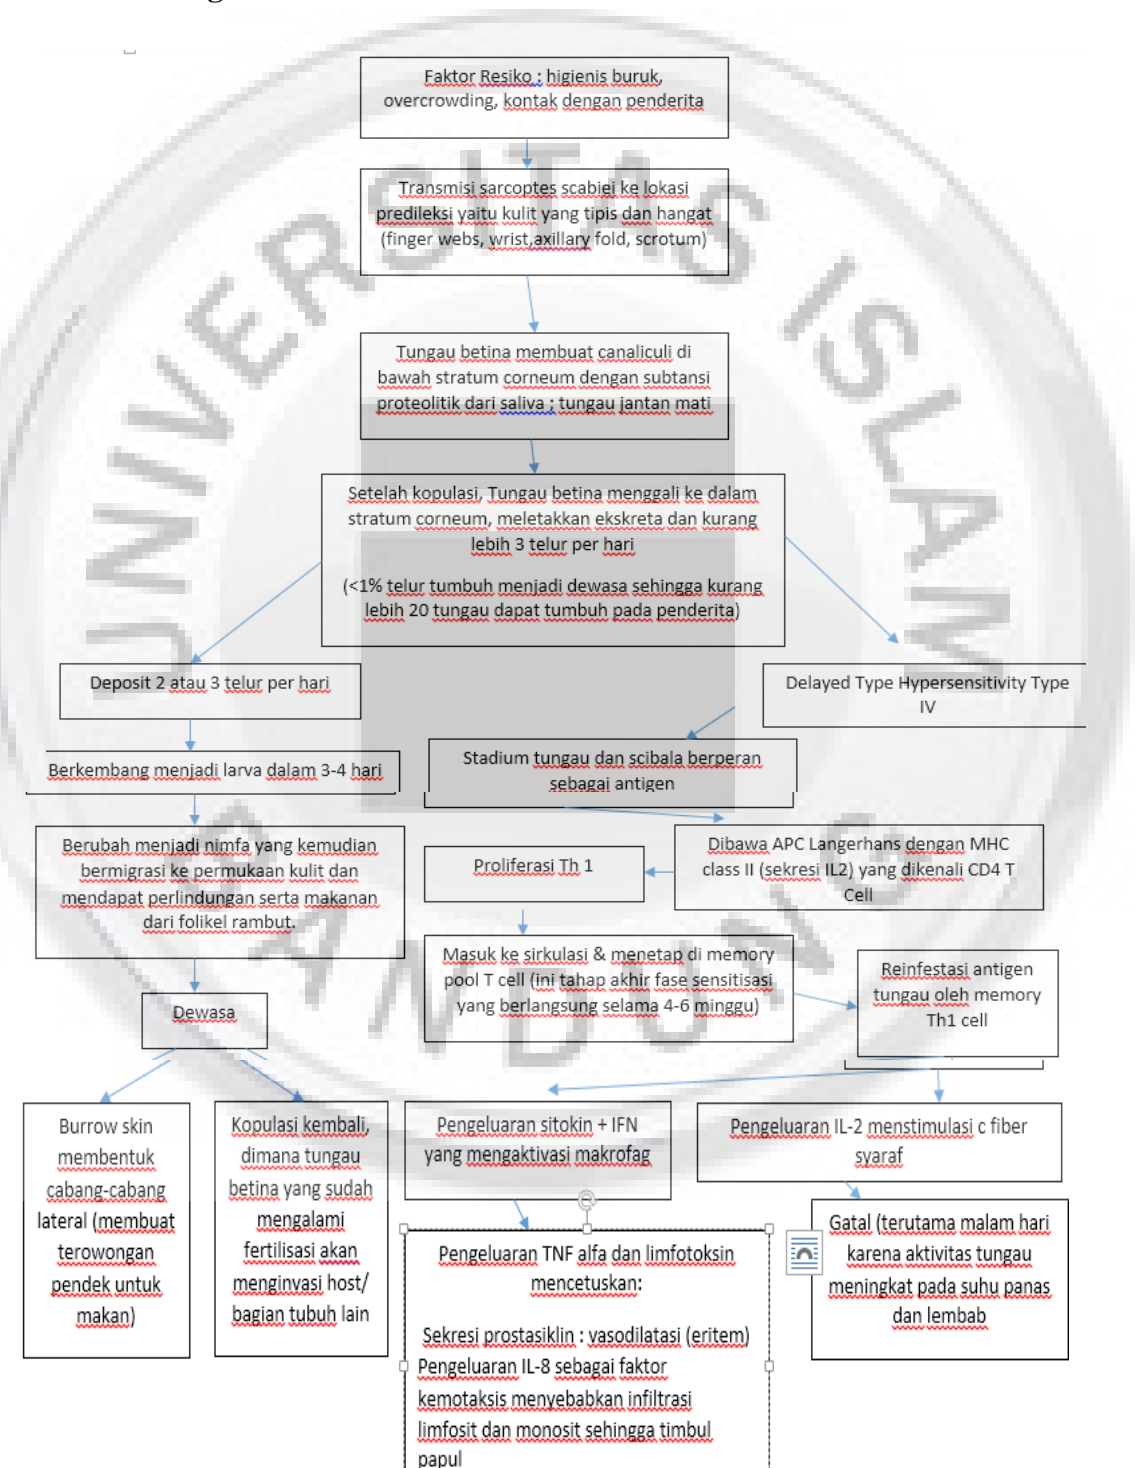 Faktor Resiko : higienis buruk,
overcrowding, kontak dengan penderita
Transmisi sarcoptes scabiei ke lokasi
predileksi yaitu kulit yang tipis dan hangat
(finger webs, wrist,axillary fold, scrotum)
Tungau betina membuat canaliculi di
bawah stratum corneum dengan subtansi
proteolitik dari saliva ; tungau jantan mati
Setelah kopulasi, Tungau betina menggali ke dalam
stratum corneum, meletakkan ekskreta dan kurang
lebih 3 telur per hari
(<1% telur tumbuh menjadi dewasa sehingga kurang
lebih 20 tungau dapat tumbuh pada penderita)
Deposit 2 atau 3 telur per hari
Delayed Type Hypersensitivity Type
IV
Berkembang menjadi larva dalam 3-4 hari
Stadium tungau dan scibala berperan
sebagai antigen
Berubah menjadi nimfa yang kemudian
bermigrasi ke permukaan kulit dan
mendapat perlindungan serta makanan
dari folikel rambut.
Proliferasi Th 1
Dibawa APC Langerhans dengan MHC
class II (sekresi IL2) yang dikenali CD4 T
Cell
Masuk ke sirkulasi & menetap di memory
pool T cell (ini tahap akhir fase sensitisasi
yang berlangsung selama 4-6 minggu)
Reinfestasi antigen
tungau oleh memory
Th1 cell
Dewasa
Burrow skin
membentuk
cabang-cabang
lateral (membuat
terowongan
pendek untuk
makan)
Kopulasi kembali,
dimana tungau
betina yang sudah
mengalami
fertilisasi akan
menginvasi host/
bagian tubuh lain
Pengeluaran sitokin + IFN
yang mengaktivasi makrofag
Pengeluaran IL-2 menstimulasi c fiber
syaraf
Pengeluaran TNF alfa dan limfotoksin
mencetuskan:
Sekresi prostasiklin : vasodilatasi (eritem)
Pengeluaran IL-8 sebagai faktor
kemotaksis menyebabkan infiltrasi
limfosit dan monosit sehingga timbul
papul
Gatal (terutama malam hari
karena aktivitas tungau
meningkat pada suhu panas
dan lembab
UNIVERSITAS ISLAM
BANDUNG